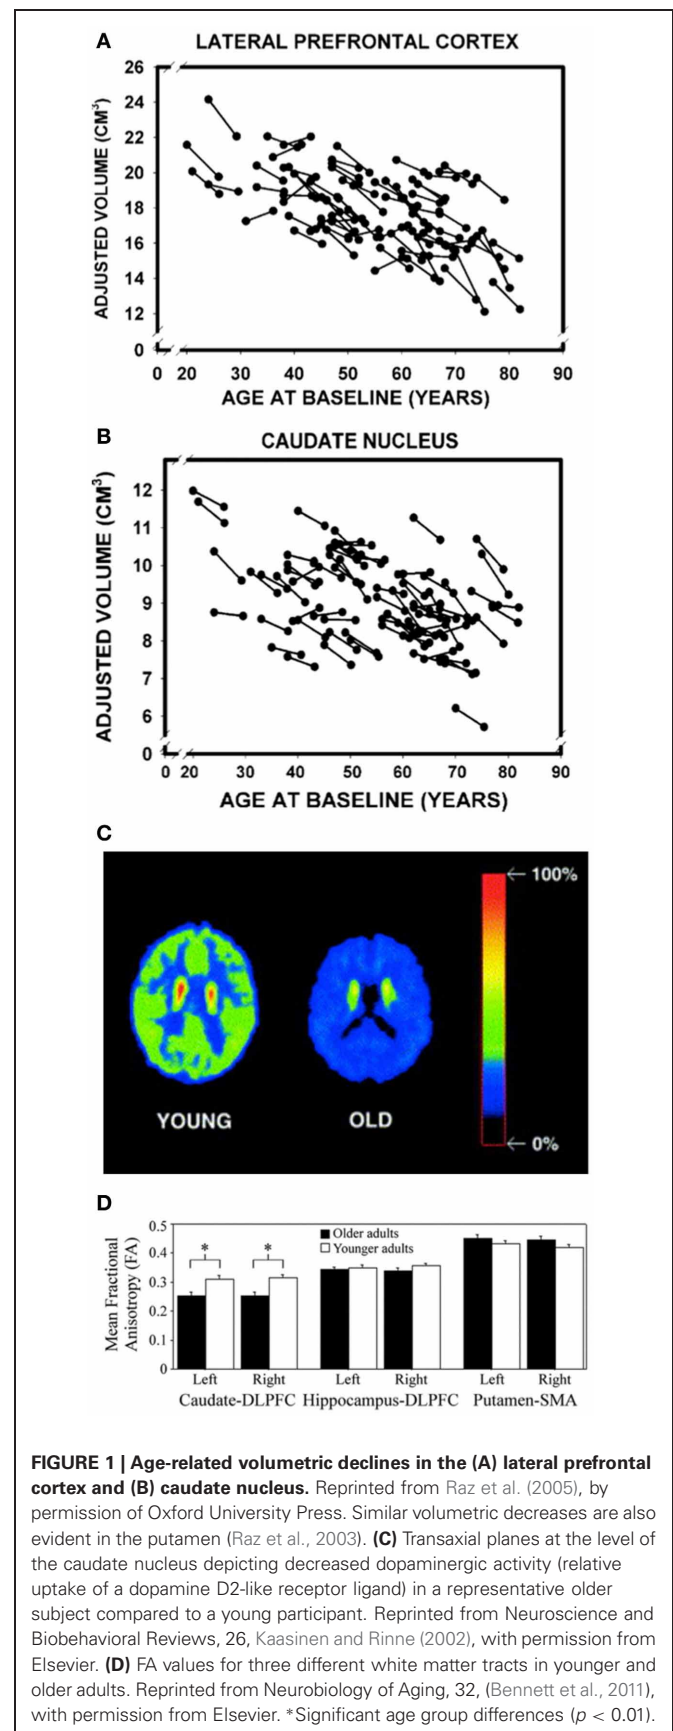 A
LATERAL PREFRONTAL CORTEX
ADJUSTED VOLUME (CM³)
26
24
22
20
18
16
14
12
0
0 20 30 40 50 60 70 80 90
AGE AT BASELINE (YEARS)
B
CAUDATE NUCLEUS
ADJUSTED VOLUME (CM³)
12
11
10
9
8
7
6
0
0 20 30 40 50 60 70 80 90
AGE AT BASELINE (YEARS)
C
← 100%
YOUNG
OLD
← 0%
D
Mean Fractional
Anisotropy (FA)
0.5
0.4
0.3
0.2
0.1
0
Older adults
Younger adults
* *
Left Right Left Right Left Right
Caudate-DLPFC Hippocampus-DLPFC Putamen-SMA
FIGURE 1 | Age-related volumetric declines in the (A) lateral prefrontal
cortex and (B) caudate nucleus. Reprinted from Raz et al. (2005), by
permission of Oxford University Press. Similar volumetric decreases are also
evident in the putamen (Raz et al., 2003). (C) Transaxial planes at the level of
the caudate nucleus depicting decreased dopaminergic activity (relative
uptake of a dopamine D2-like receptor ligand) in a representative older
subject compared to a young participant. Reprinted from Neuroscience and
Biobehavioral Reviews, 26, Kaasinen and Rinne (2002), with permission from
Elsevier. (D) FA values for three different white matter tracts in younger and
older adults. Reprinted from Neurobiology of Aging, 32, (Bennett et al., 2011),
with permission from Elsevier. *Significant age group differences (p < 0.01).